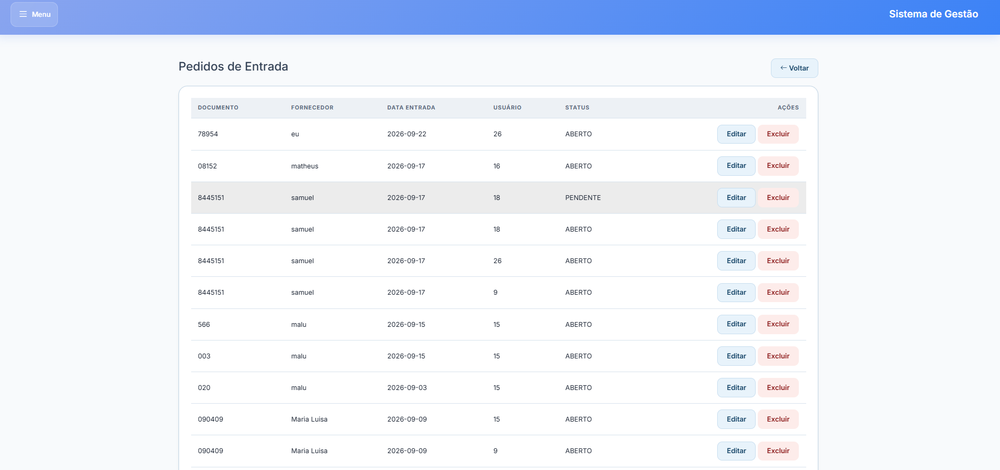 Menu
Sistema de Gestão
Pedidos de Entrada
← Voltar
DOCUMENTO FORNECEDOR DATA ENTRADA USUÁRIO STATUS AÇÕES
78954 eu 2026-09-22 26 ABERTO Editar Excluir
08152 matheus 2026-09-17 16 ABERTO Editar Excluir
8445151 samuel 2026-09-17 18 PENDENTE Editar Excluir
8445151 samuel 2026-09-17 18 ABERTO Editar Excluir
8445151 samuel 2026-09-17 26 ABERTO Editar Excluir
8445151 samuel 2026-09-17 9 ABERTO Editar Excluir
566 malu 2026-09-15 15 ABERTO Editar Excluir
003 malu 2026-09-15 15 ABERTO Editar Excluir
020 malu 2026-09-03 15 ABERTO Editar Excluir
090409 Maria Luisa 2026-09-09 15 ABERTO Editar Excluir
090409 Maria Luisa 2026-09-09 9 ABERTO Editar Excluir